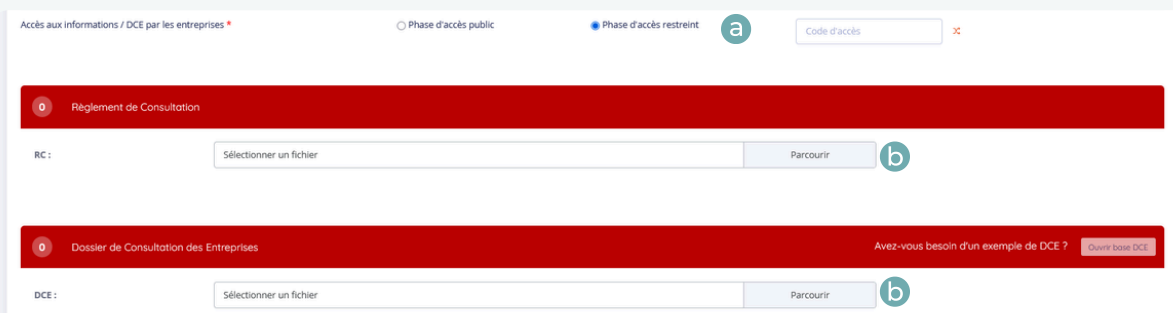 Accès aux informations / DCE par les entreprises * Phase d'accès public Phase d'accès restreint a Code d'accès
0 Règlement de Consultation
RC : Sélectionner un fichier Parcourir b
0 Dossier de Consultation des Entreprises Avez-vous besoin d'un exemple de DCE ? Ouvrir base DCE
DCE : Sélectionner un fichier Parcourir b